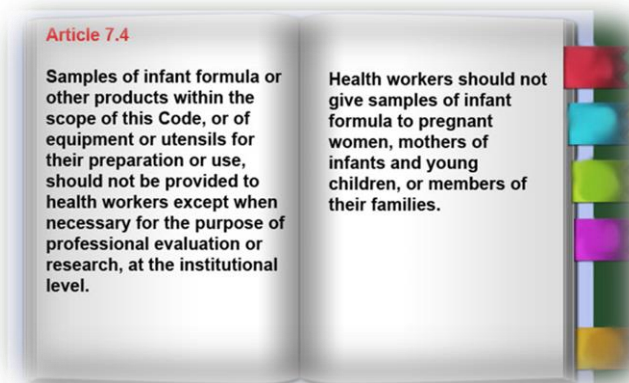 Article 7.4
Samples of infant formula or
other products within the
scope of this Code, or of
equipment or utensils for
their preparation or use,
should not be provided to
health workers except when
necessary for the purpose of
professional evaluation or
research, at the institutional
level.
Health workers should not
give samples of infant
formula to pregnant
women, mothers of
infants and young
children, or members of
their families.